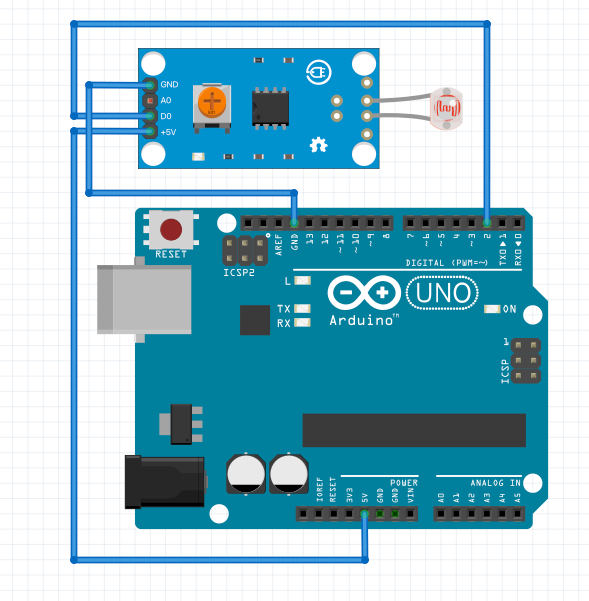 GND
A0
D0
+5V
RESET
ICSP2
AREF
GND
13
12
~11
~10
~9
8
7
~6
~5
4
~3
2
TX0▶1
RX0◀0
DIGITAL (PWM=~)
L
TX
RX
UNO
Arduino™
ON
1
ICSP
IOREF
RESET
3V3
5V
GND
GND
VIN
POWER
ANALOG IN
A0
A1
A2
A3
A4
A5